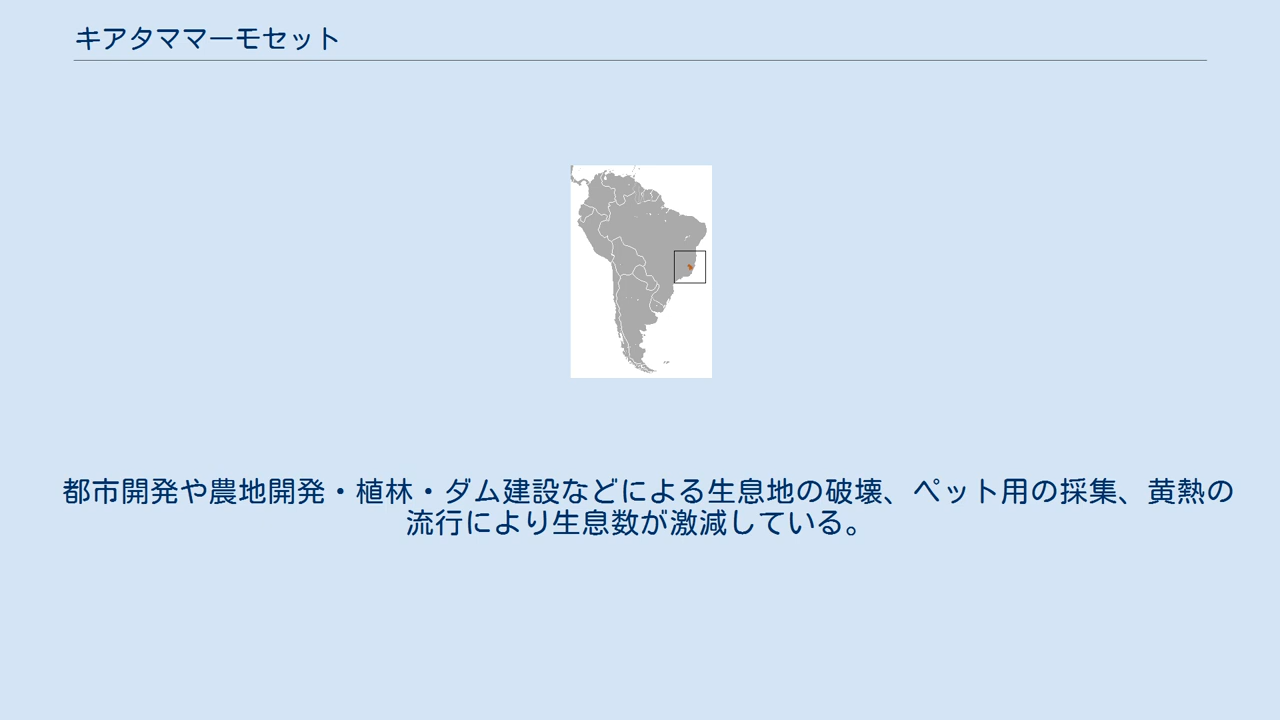 キアタママーモセット
都市開発や農地開発・植林・ダム建設などによる生息地の破壊、ペット用の採集、黄熱の
流行により生息数が激減している。